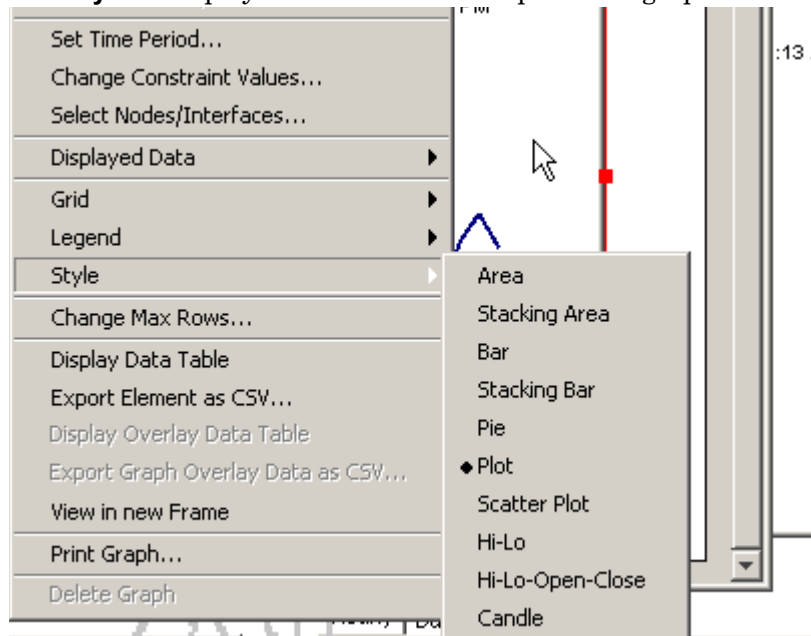 PM
Set Time Period...
:13
Change Constraint Values...
Select Nodes/Interfaces...
Displayed Data
Grid
Legend
Style
Change Max Rows...
Display Data Table
Export Element as CSV...
Display Overlay Data Table
Export Graph Overlay Data as CSV...
View in new Frame
Print Graph...
Delete Graph
Area
Stacking Area
Bar
Stacking Bar
Pie
Plot
Scatter Plot
Hi-Lo
Hi-Lo-Open-Close
Candle